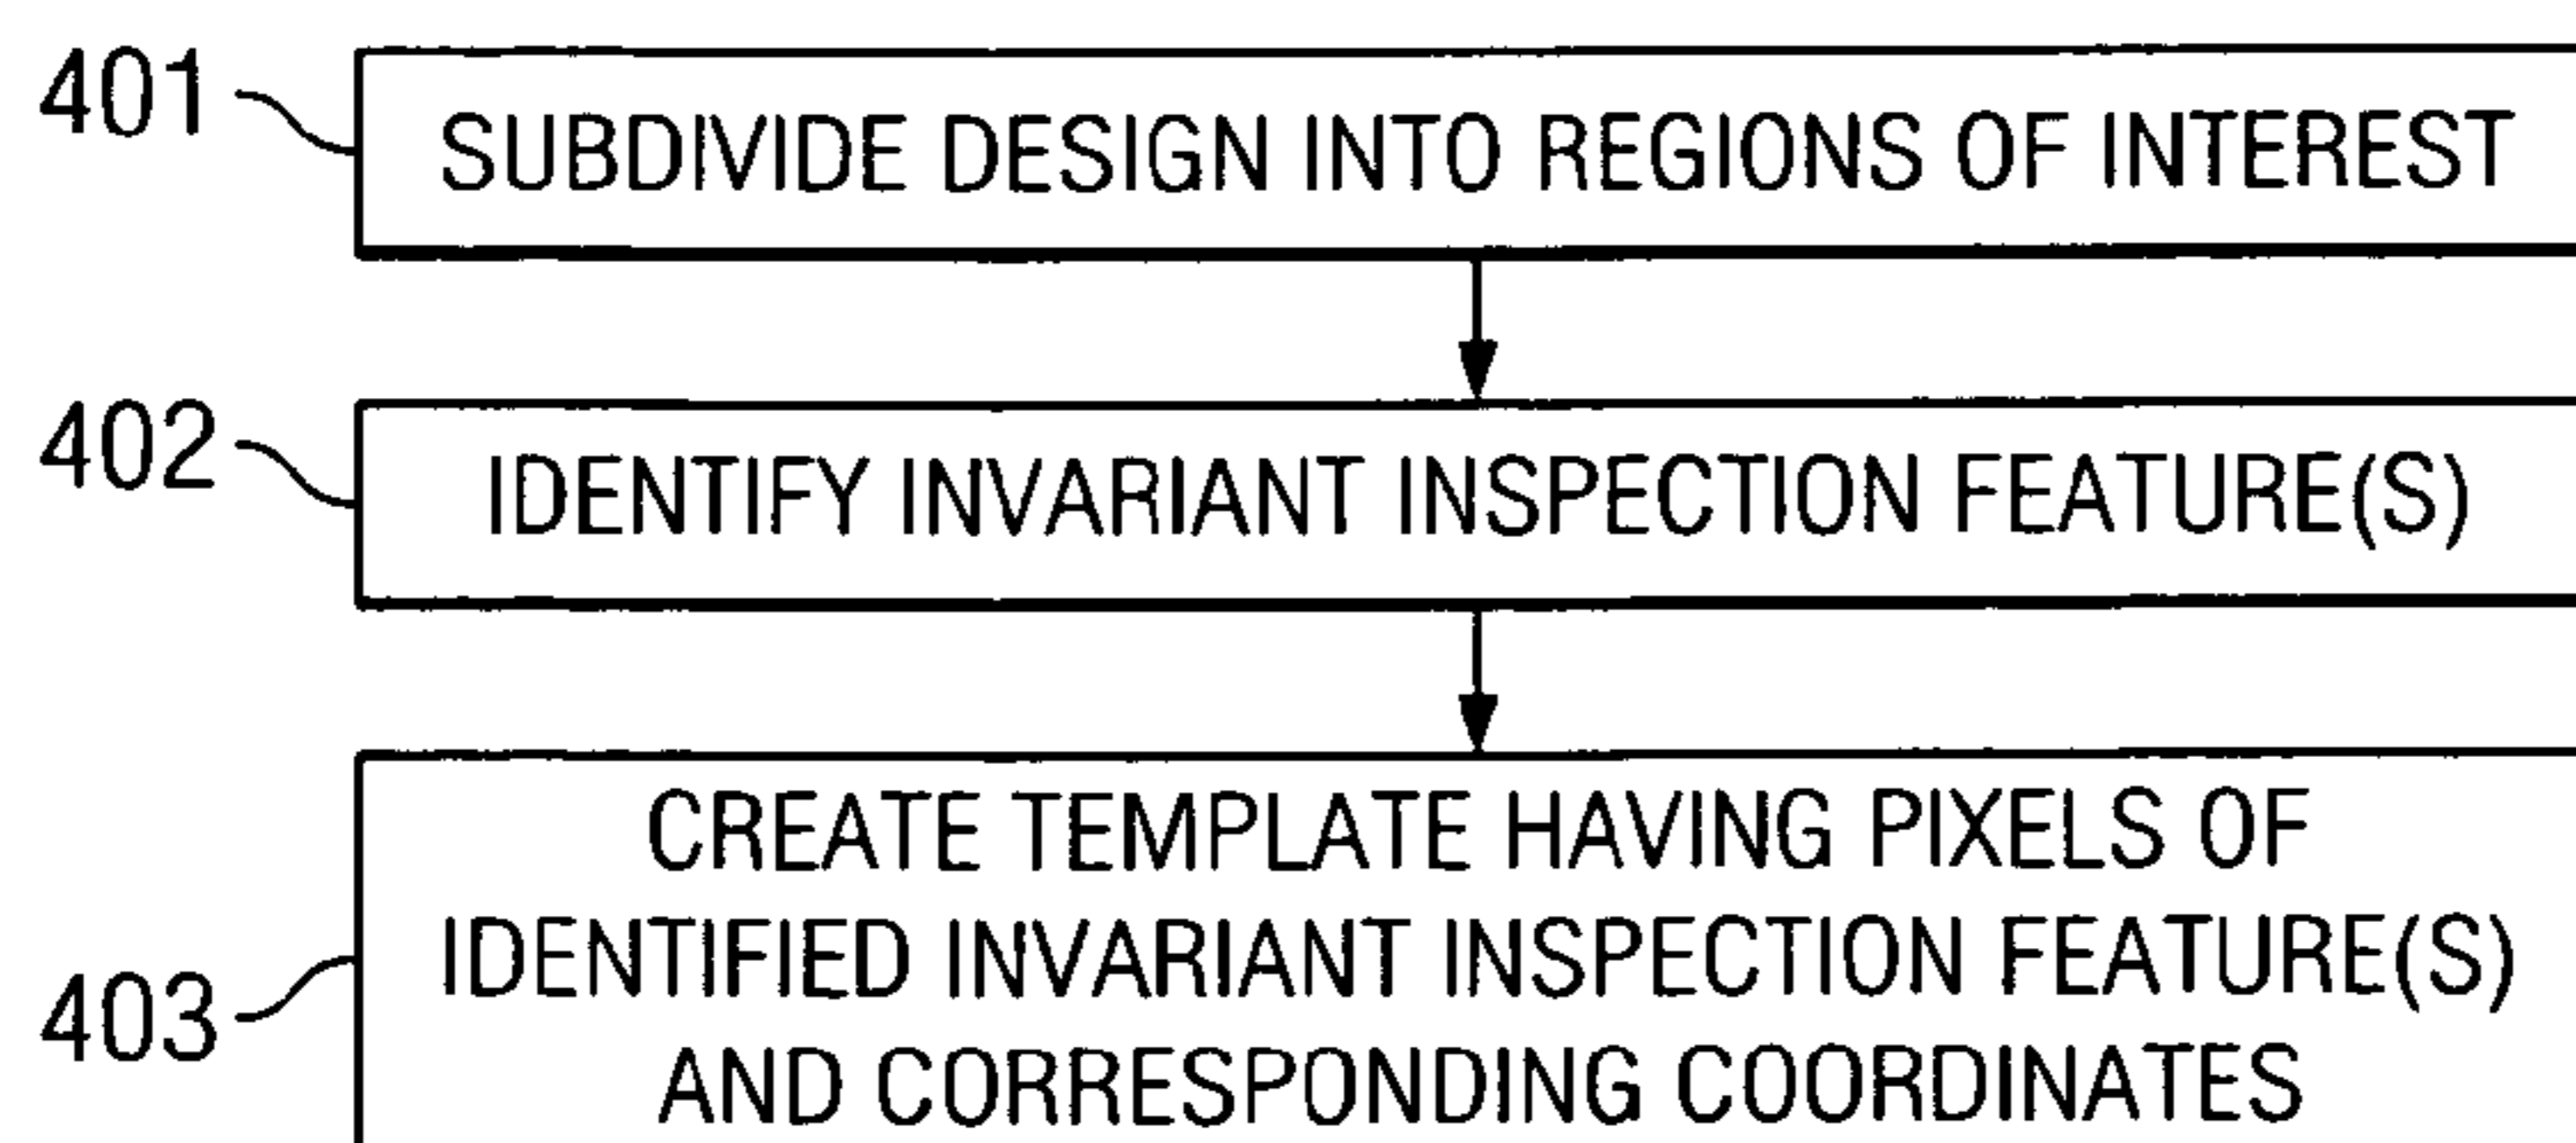 401
SUBDIVIDE DESIGN INTO REGIONS OF INTEREST
402
IDENTIFY INVARIANT INSPECTION FEATURE(S)
CREATE TEMPLATE HAVING PIXELS OF
IDENTIFIED INVARIANT INSPECTION FEATURE(S)
403
AND CORRESPONDING COORDINATES